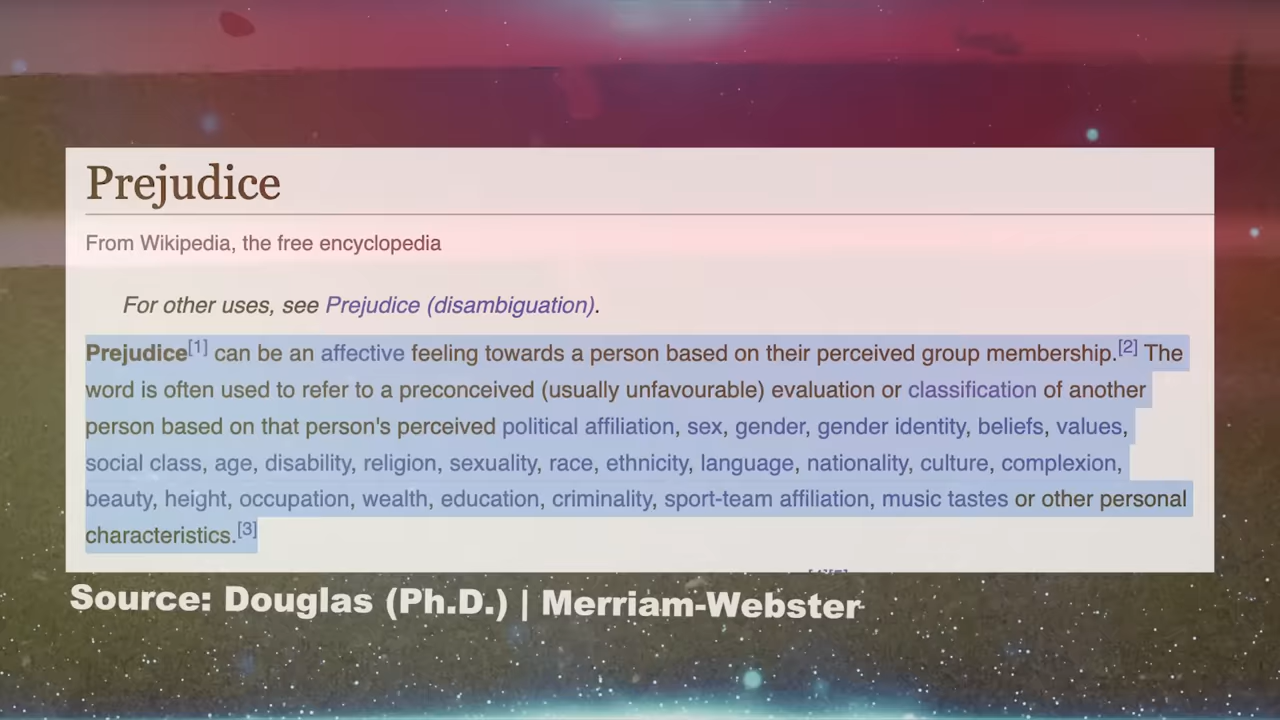 Prejudice
From Wikipedia, the free encyclopedia
For other uses, see Prejudice (disambiguation).
Prejudice[1] can be an affective feeling towards a person based on their perceived group membership.[2] The
word is often used to refer to a preconceived (usually unfavourable) evaluation or classification of another
person based on that person's perceived political affiliation, sex, gender, gender identity, beliefs, values,
social class, age, disability, religion, sexuality, race, ethnicity, language, nationality, culture, complexion,
beauty, height, occupation, wealth, education, criminality, sport-team affiliation, music tastes or other personal
characteristics.[3]
Source: Douglas (Ph.D.) | Merriam-Webster